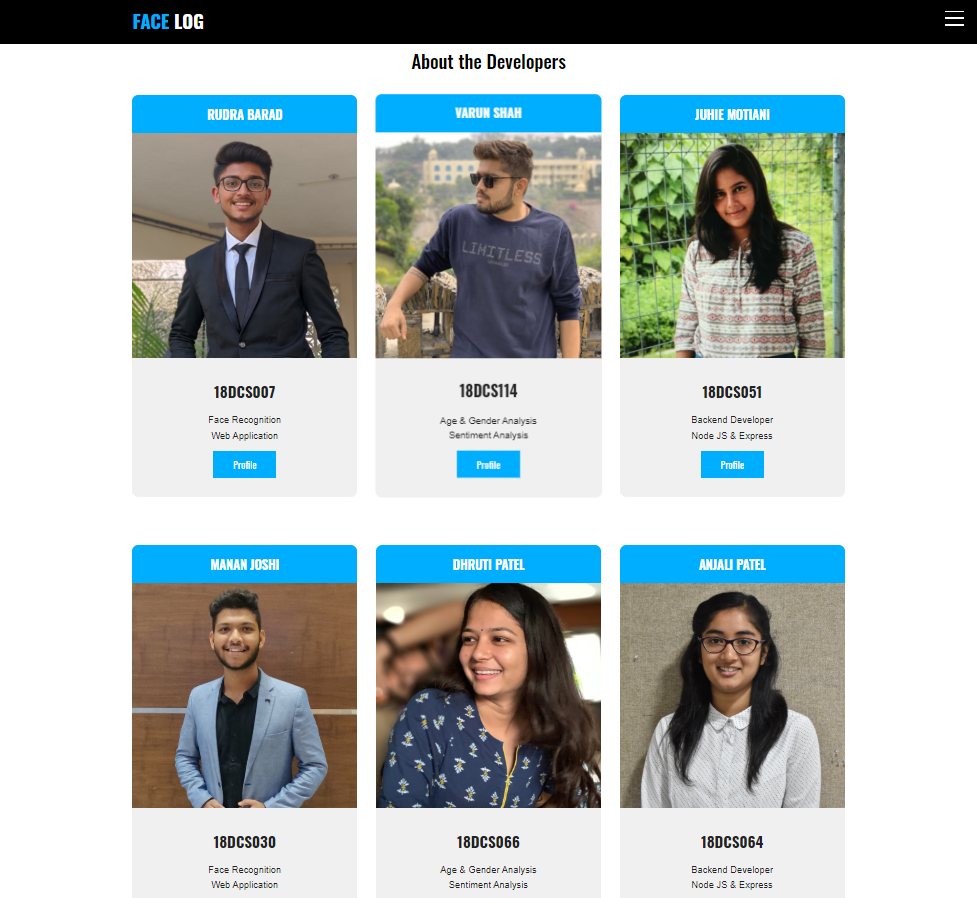 FACE LOG
About the Developers
RUDRA BARAD
VARUN SHAH
JUHIE MOTIANI
LIMITLESS
18DCS007
18DCS114
18DCS051
Face Recognition
Web Application
Age & Gender Analysis
Sentiment Analysis
Backend Developer
Node JS & Express
Profile
Profile
Profile
MANAN JOSHI
DHRUTI PATEL
ANJALI PATEL
18DCS030
18DCS066
18DCS064
Face Recognition
Web Application
Age & Gender Analysis
Sentiment Analysis
Backend Developer
Node JS & Express